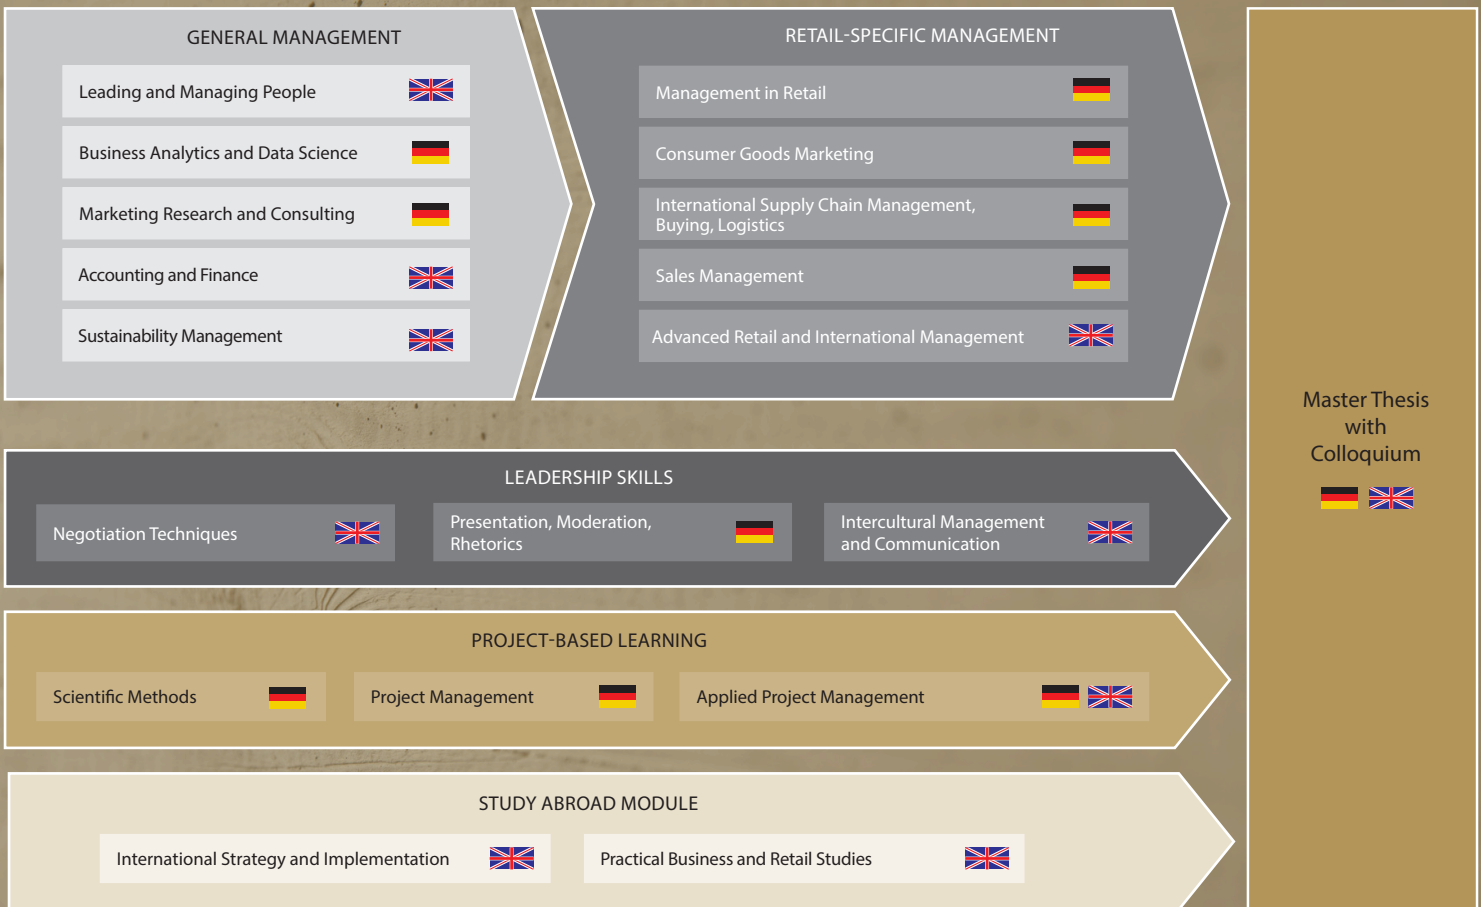 GENERAL MANAGEMENT
Leading and Managing People
Business Analytics and Data Science
Marketing Research and Consulting
Accounting and Finance
Sustainability Management
RETAIL-SPECIFIC MANAGEMENT
Management in Retail
Consumer Goods Marketing
International Supply Chain Management,
Buying, Logistics
Sales Management
Advanced Retail and International Management
LEADERSHIP SKILLS
Negotiation Techniques
Presentation, Moderation,
Rhetorics
Intercultural Management
and Communication
PROJECT-BASED LEARNING
Scientific Methods
Project Management
Applied Project Management
STUDY ABROAD MODULE
International Strategy and Implementation
Practical Business and Retail Studies
Master Thesis
with
Colloquium